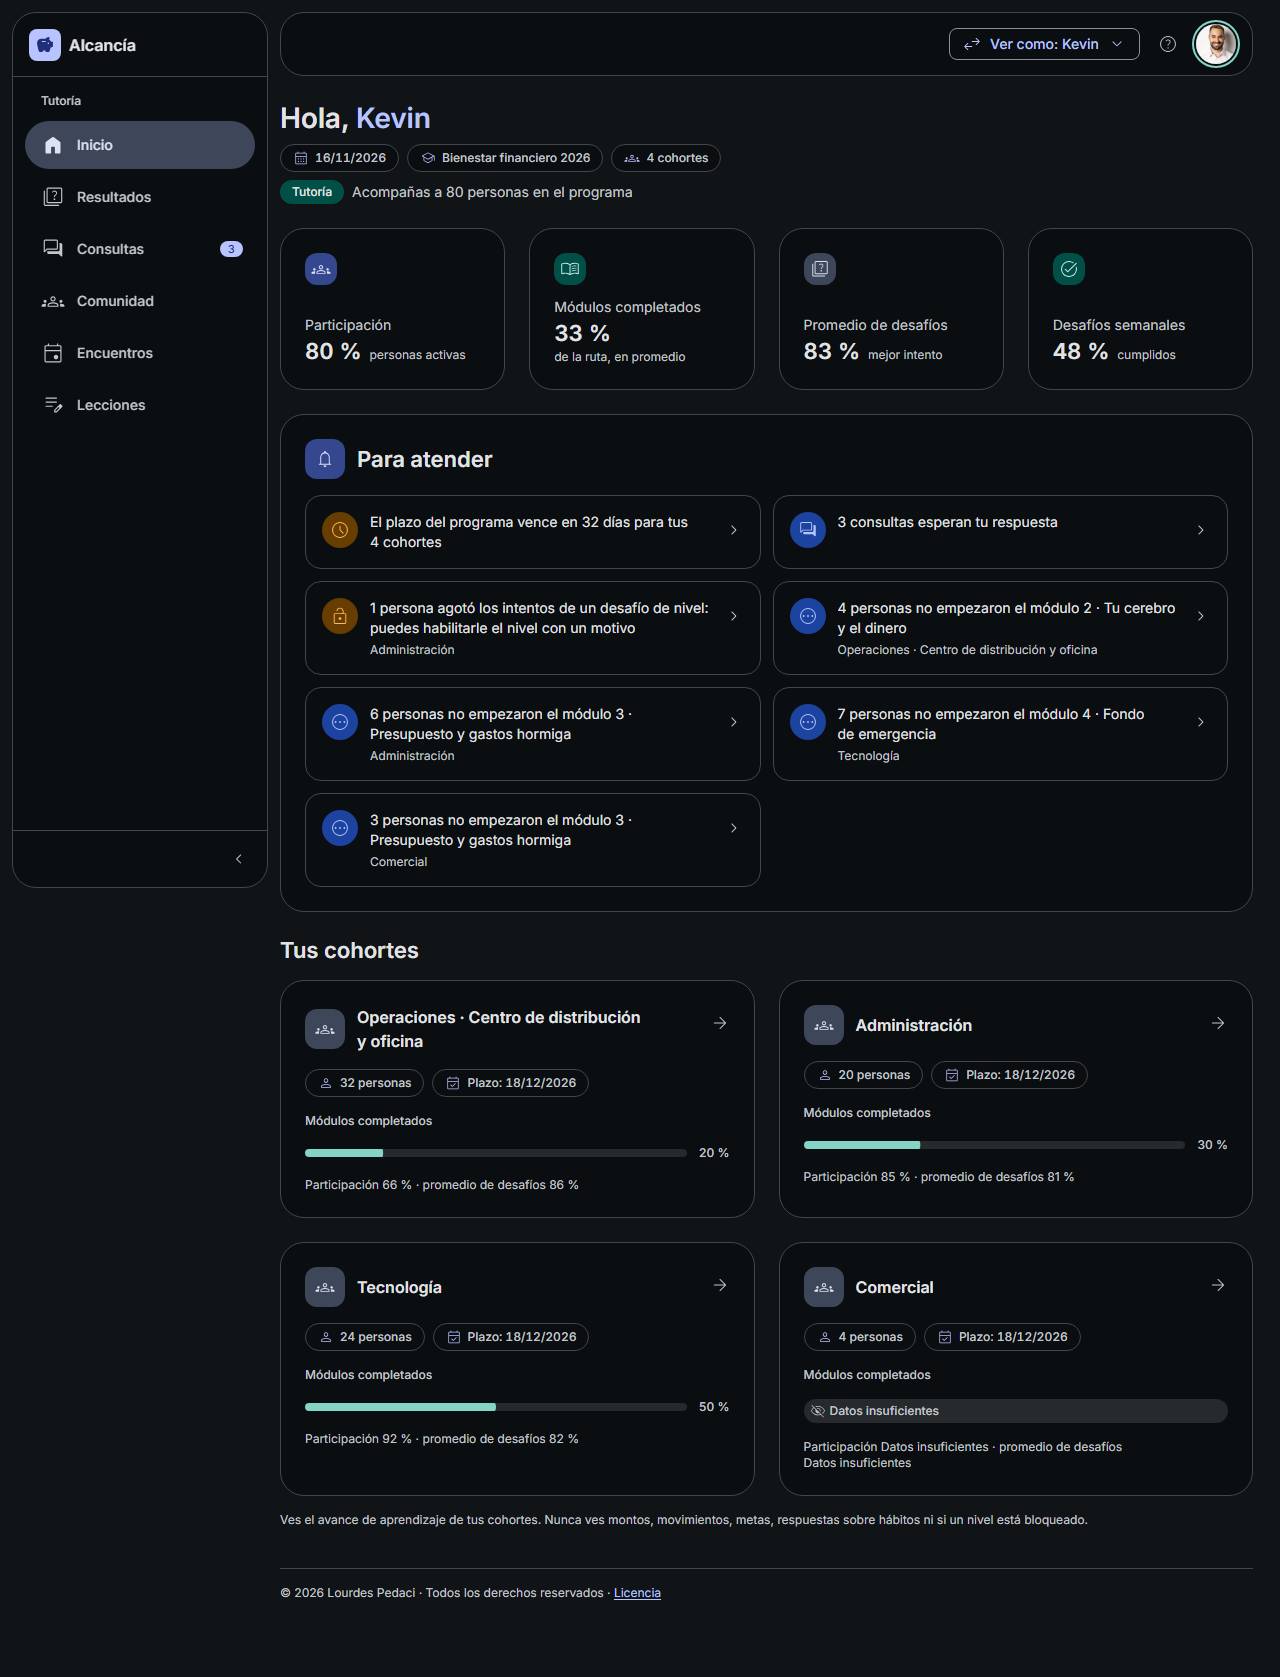 Alcancía
Ver como: Kevin
Tutoría
Inicio
Resultados
Consultas
3
Comunidad
Encuentros
Lecciones
Hola, Kevin
16/11/2026
Bienestar financiero 2026
4 cohortes
Tutoría
Acompañas a 80 personas en el programa
Participación
80 % personas activas
Módulos completados
33 %
de la ruta, en promedio
Promedio de desafíos
83 % mejor intento
Desafíos semanales
48 % cumplidos
Para atender
El plazo del programa vence en 32 días para tus
4 cohortes
3 consultas esperan tu respuesta
1 persona agotó los intentos de un desafío de nivel:
puedes habilitarle el nivel con un motivo
Administración
4 personas no empezaron el módulo 2 · Tu cerebro
y el dinero
Operaciones · Centro de distribución y oficina
6 personas no empezaron el módulo 3 ·
Presupuesto y gastos hormiga
Administración
7 personas no empezaron el módulo 4 · Fondo
de emergencia
Tecnología
3 personas no empezaron el módulo 3 ·
Presupuesto y gastos hormiga
Comercial
Tus cohortes
Operaciones · Centro de distribución
y oficina
32 personas
Plazo: 18/12/2026
Módulos completados
20 %
Participación 66 % · promedio de desafíos 86 %
Administración
20 personas
Plazo: 18/12/2026
Módulos completados
30 %
Participación 85 % · promedio de desafíos 81 %
Tecnología
24 personas
Plazo: 18/12/2026
Módulos completados
50 %
Participación 92 % · promedio de desafíos 82 %
Comercial
4 personas
Plazo: 18/12/2026
Módulos completados
Datos insuficientes
Participación Datos insuficientes · promedio de desafíos
Datos insuficientes
Ves el avance de aprendizaje de tus cohortes. Nunca ves montos, movimientos, metas, respuestas sobre hábitos ni si un nivel está bloqueado.
© 2026 Lourdes Pedaci · Todos los derechos reservados · Licencia